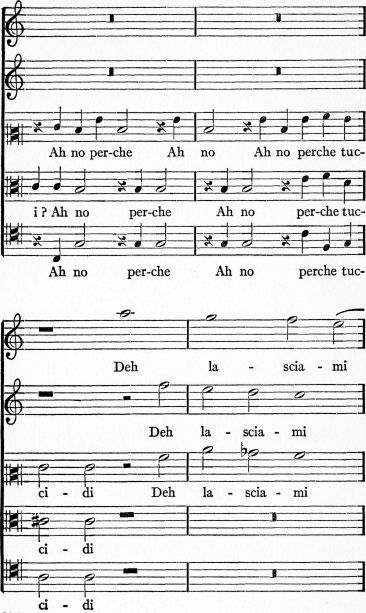 Ah no per-che Ah no Ah no perche tuc-
i? Ah no per-che Ah no per-che tuc-
Ah no per-che Ah no perche tuc-
Deh la - scia - mi
Deh la - scia - mi
ci - di Deh la - scia - mi
ci - di
ci - di